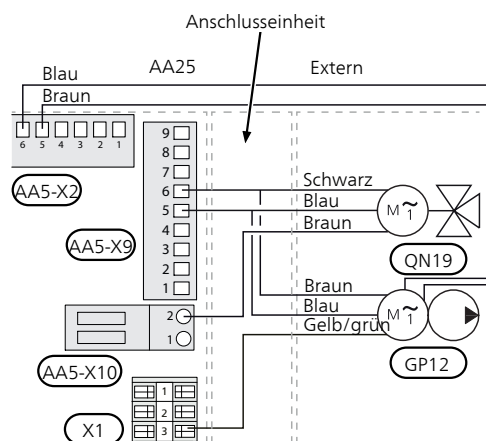 Anschlusseinheit
Blau
AA25
Extern
Braun
6 5 4 3 2 1
AA5-X2
9
8
7
6
5
4
3
2
1
AA5-X9
Schwarz
Blau
Braun
M ~ 1
QN19
Braun
Blau
Gelb/grün
M ~ 1
GP12
2
1
AA5-X10
1
2
3
X1